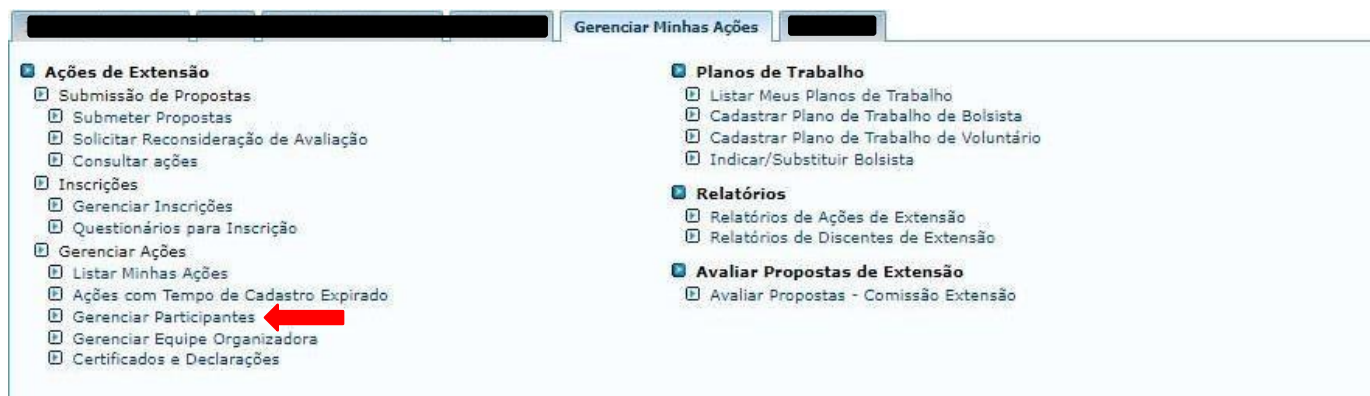 Gerenciar Minhas Ações
Ações de Extensão
Submissão de Propostas
Submeter Propostas
Solicitar Reconsideração de Avaliação
Consultar ações
Inscrições
Gerenciar Inscrições
Questionários para Inscrição
Gerenciar Ações
Listar Minhas Ações
Ações com Tempo de Cadastro Expirado
Gerenciar Participantes
Gerenciar Equipe Organizadora
Certificados e Declarações
Planos de Trabalho
Listar Meus Planos de Trabalho
Cadastrar Plano de Trabalho de Bolsista
Cadastrar Plano de Trabalho de Voluntário
Indicar/Substituir Bolsista
Relatórios
Relatórios de Ações de Extensão
Relatórios de Discentes de Extensão
Avaliar Propostas de Extensão
Avaliar Propostas - Comissão Extensão